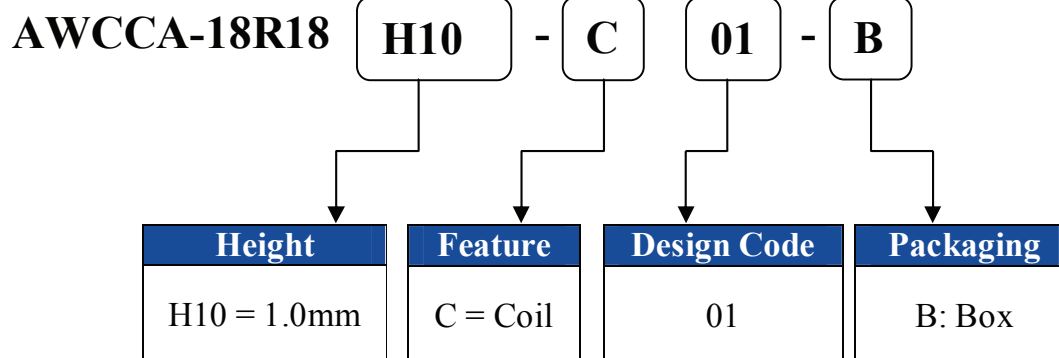 AWCCA-18R18 H10 - C 01 - B
Height Feature Design Code Packaging
H10 = 1.0mm C = Coil 01 B: Box